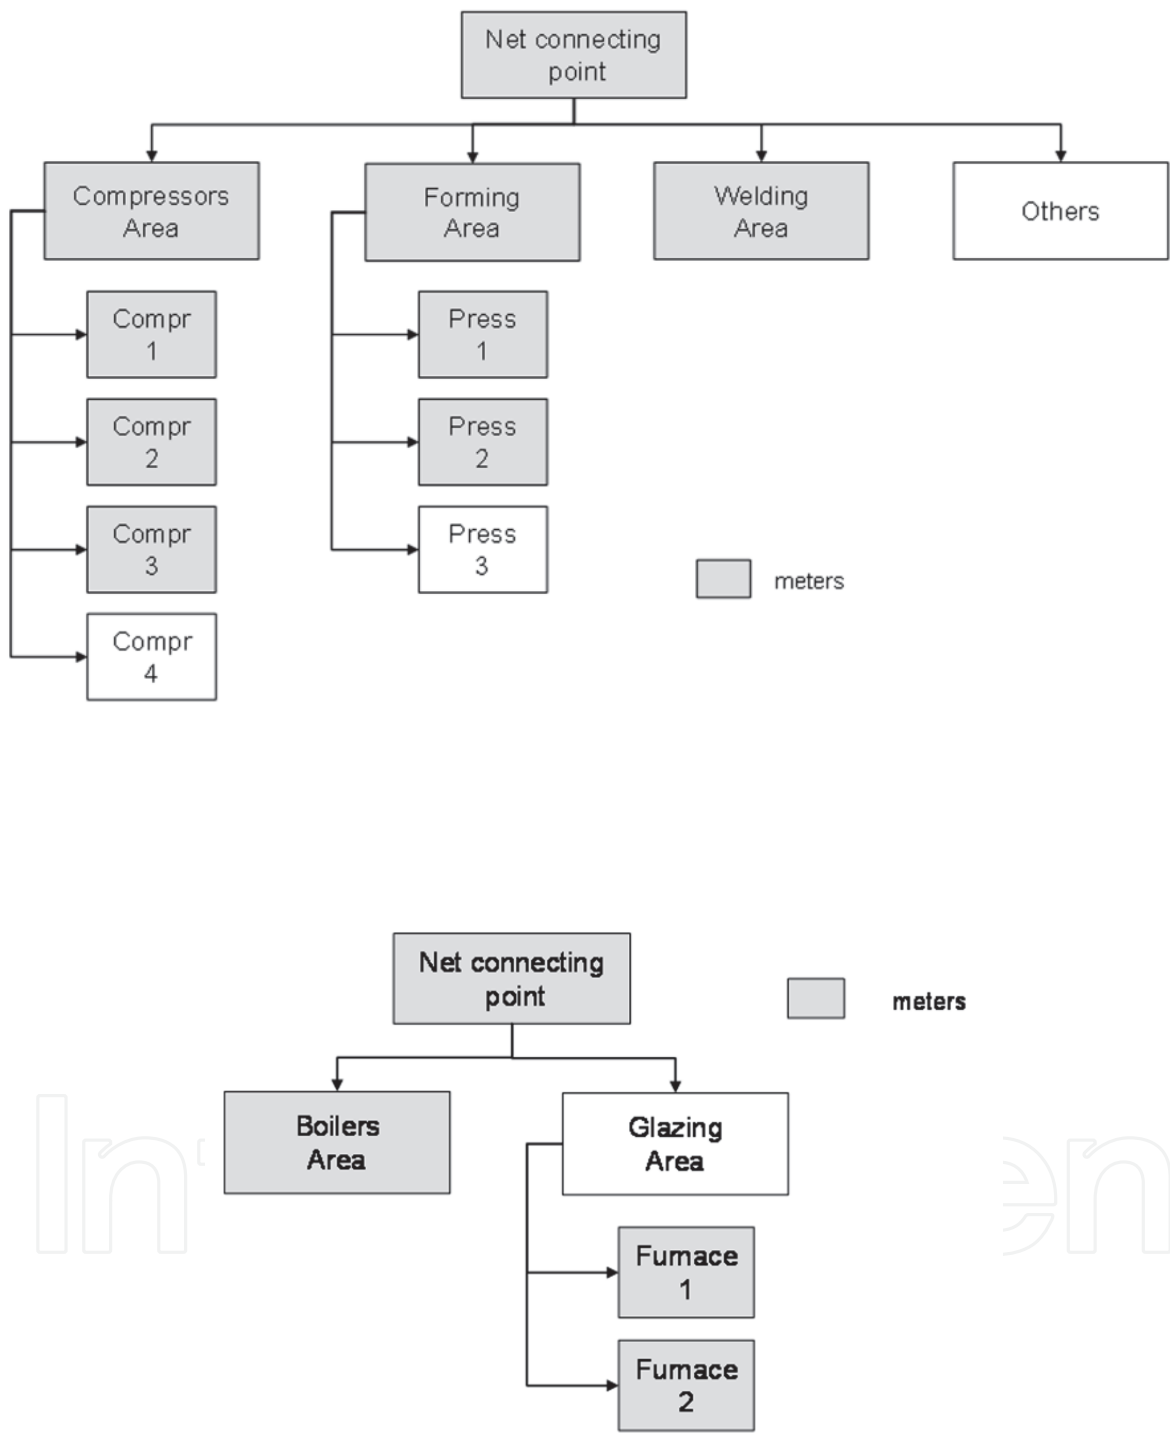 Net connecting
point
Compressors
Area
Forming
Area
Welding
Area
Others
Compr
1
Compr
2
Compr
3
Compr
4
Press
1
Press
2
Press
3
meters
Net connecting
point
meters
Boilers
Area
Glazing
Area
Furnace
1
Furnace
2